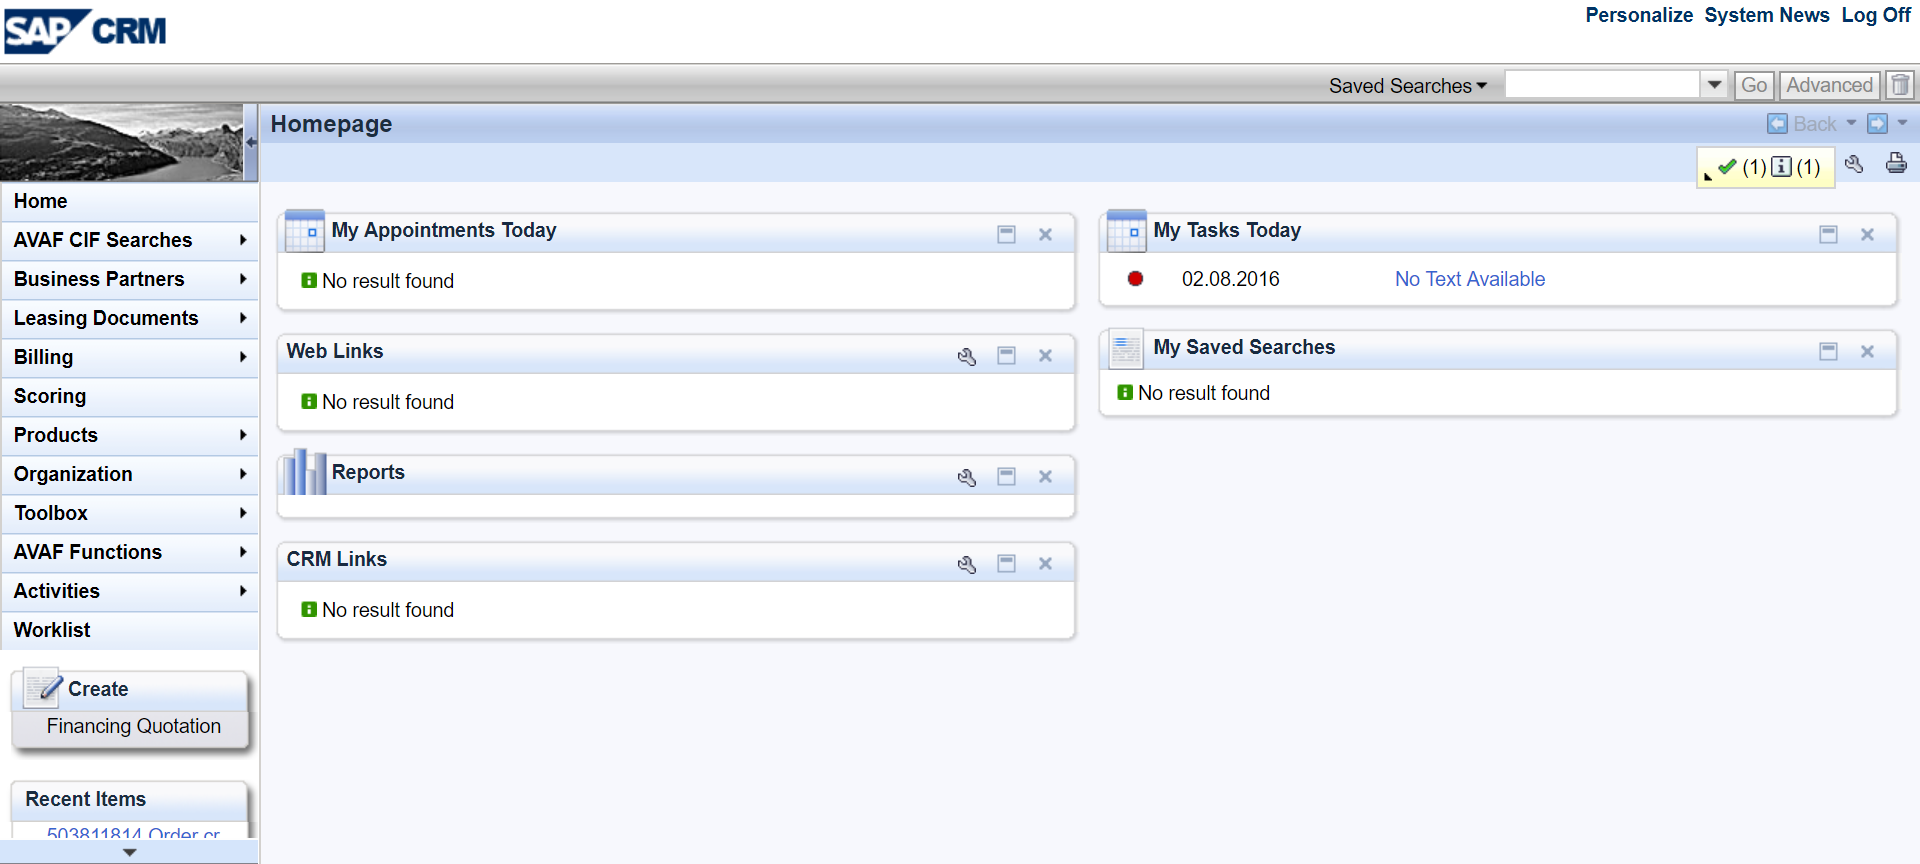 SAP CRM
Personalize System News Log Off
Saved Searches Go Advanced
Homepage
Back
(1) (1)
Home
AVAF CIF Searches
Business Partners
Leasing Documents
Billing
Scoring
Products
Organization
Toolbox
AVAF Functions
Activities
Worklist
Create
Financing Quotation
Recent Items
503811814 Order cr
My Appointments Today
No result found
Web Links
No result found
Reports
CRM Links
No result found
My Tasks Today
02.08.2016 No Text Available
My Saved Searches
No result found